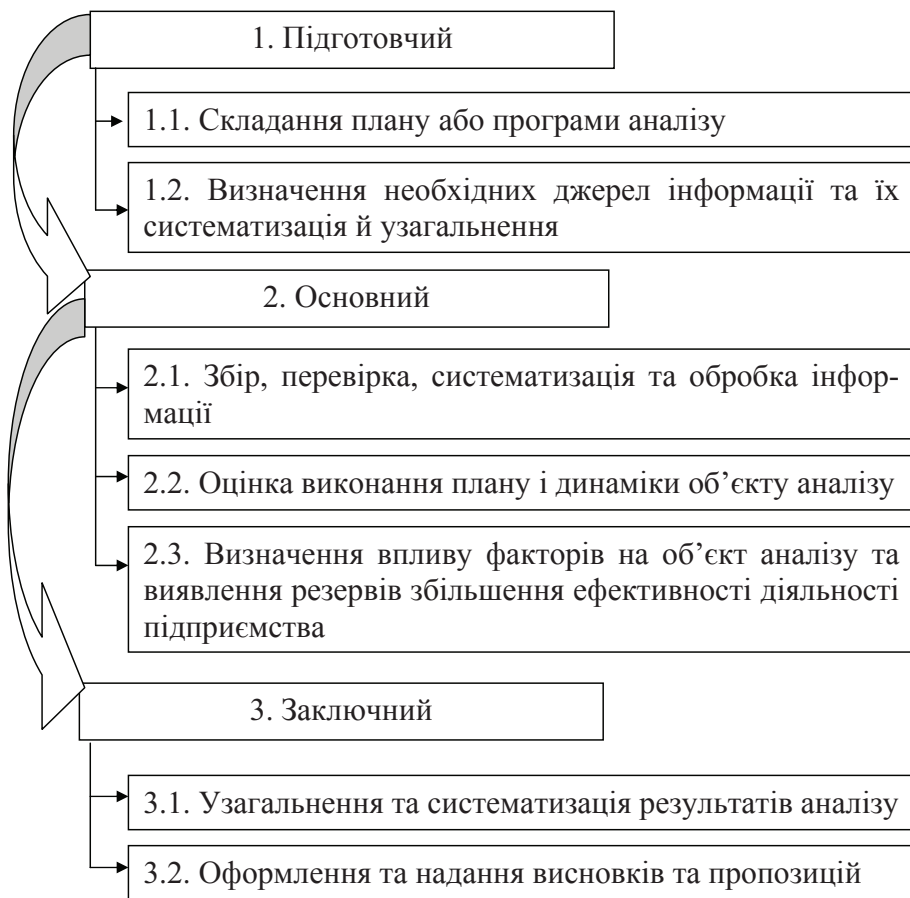 1. Підготовчий
1.1. Складання плану або програми аналізу
1.2. Визначення необхідних джерел інформації та їх
систематизація й узагальнення
2. Основний
2.1. Збір, перевірка, систематизація та обробка інфор-
мації
2.2. Оцінка виконання плану і динаміки об’єкту аналізу
2.3. Визначення впливу факторів на об’єкт аналізу та
виявлення резервів збільшення ефективності діяльності
підприємства
3. Заключний
3.1. Узагальнення та систематизація результатів аналізу
3.2. Оформлення та надання висновків та пропозицій